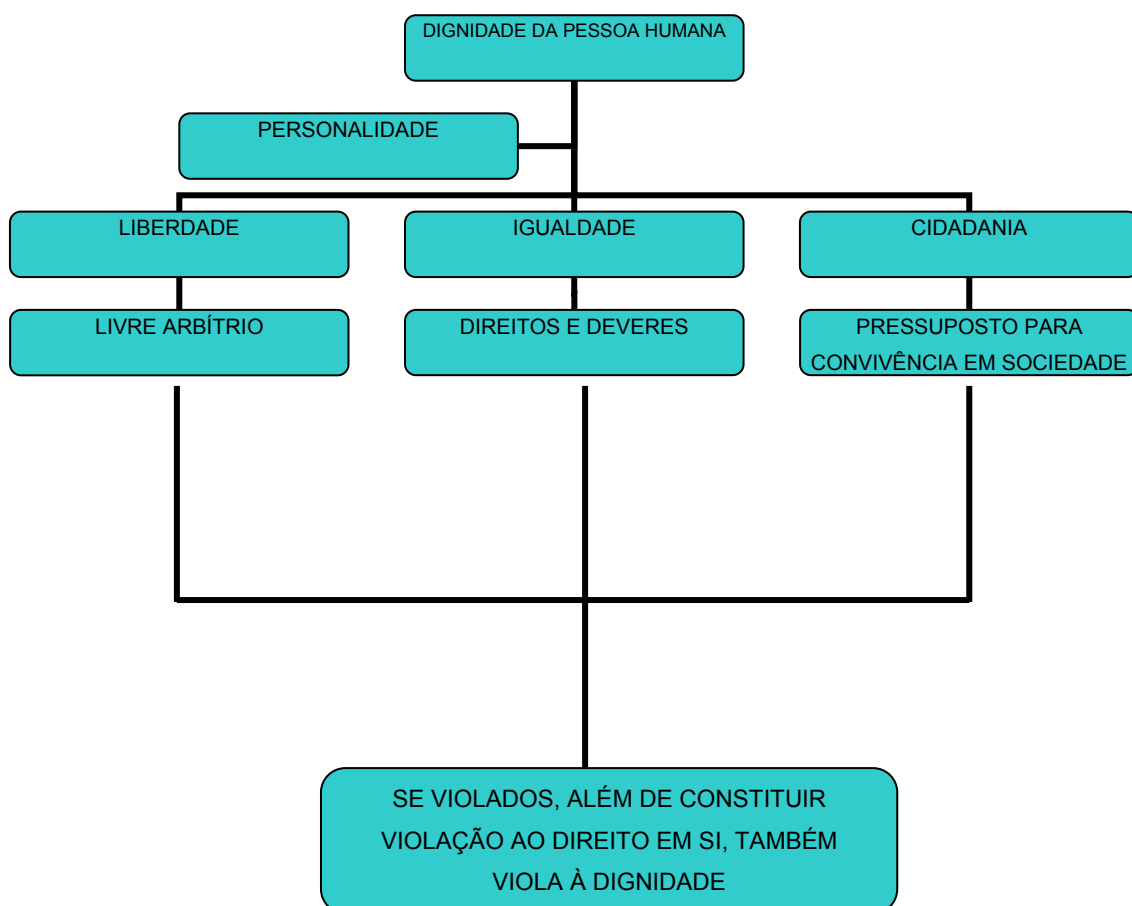 DIGNIDADE DA PESSOA HUMANA
PERSONALIDADE
LIBERDADE
IGUALDADE
CIDADANIA
LIVRE ARBÍTRIO
DIREITOS E DEVERES
PRESSUPOSTO PARA
CONVIVÊNCIA EM SOCIEDADE
SE VIOLADOS, ALÉM DE CONSTITUIR
VIOLAÇÃO AO DIREITO EM SI, TAMBÉM
VIOLA À DIGNIDADE